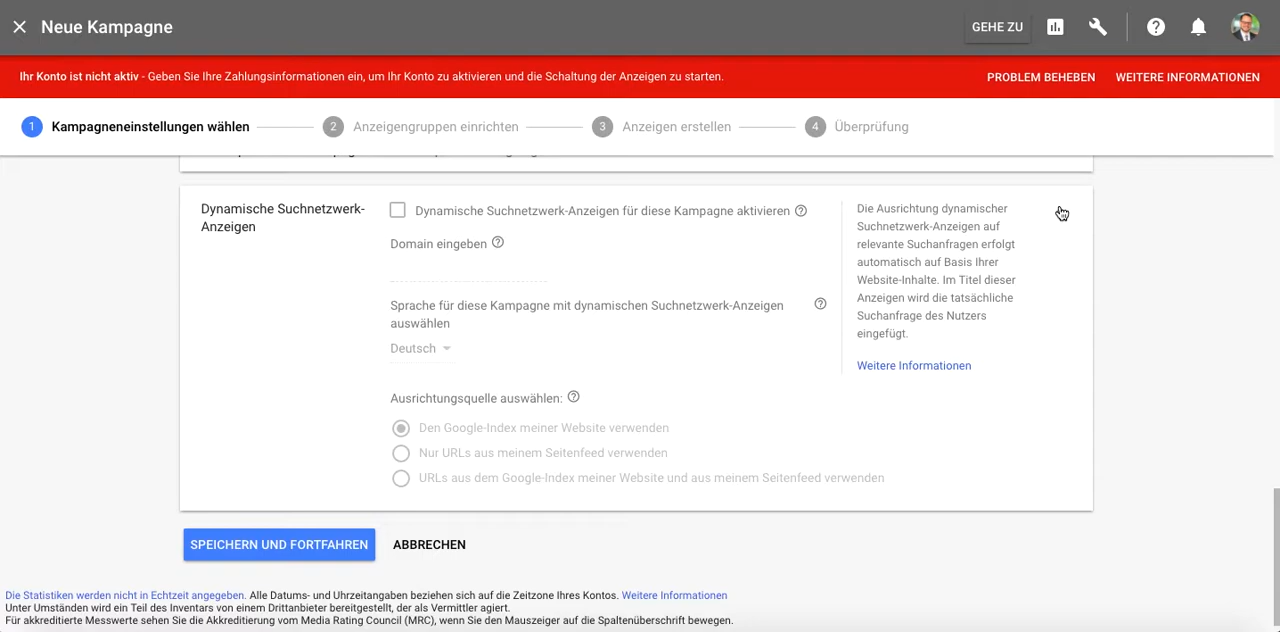 Neue Kampagne
GEHE ZU
Ihr Konto ist nicht aktiv - Geben Sie Ihre Zahlungsinformationen ein, um Ihr Konto zu aktivieren und die Schaltung der Anzeigen zu starten.
PROBLEM BEHEBEN
WEITERE INFORMATIONEN
1 Kampagneneinstellungen wählen
2 Anzeigengruppen einrichten
3 Anzeigen erstellen
4 Überprüfung
Dynamische Suchnetzwerk-
Anzeigen
Dynamische Suchnetzwerk-Anzeigen für diese Kampagne aktivieren
Domain eingeben
Sprache für diese Kampagne mit dynamischen Suchnetzwerk-Anzeigen
auswählen
Deutsch
Ausrichtungsquelle auswählen:
Den Google-Index meiner Website verwenden
Nur URLs aus meinem Seitenfeed verwenden
URLs aus dem Google-Index meiner Website und aus meinem Seitenfeed verwenden
Die Ausrichtung dynamischer
Suchnetzwerk-Anzeigen auf
relevante Suchanfragen erfolgt
automatisch auf Basis Ihrer
Website-Inhalte. Im Titel dieser
Anzeigen wird die tatsächliche
Suchanfrage des Nutzers
eingefügt.
Weitere Informationen
SPEICHERN UND FORTFAHREN
ABBRECHEN
Die Statistiken werden nicht in Echtzeit angegeben. Alle Datums- und Uhrzeitangaben beziehen sich auf die Zeitzone Ihres Kontos. Weitere Informationen
Unter Umständen wird ein Teil des Inventars von einem Drittanbieter bereitgestellt, der als Vermittler agiert.
Für akkreditierte Messwerte sehen Sie die Akkreditierung vom Media Rating Council (MRC), wenn Sie den Mauszeiger auf die Spaltenüberschrift bewegen.